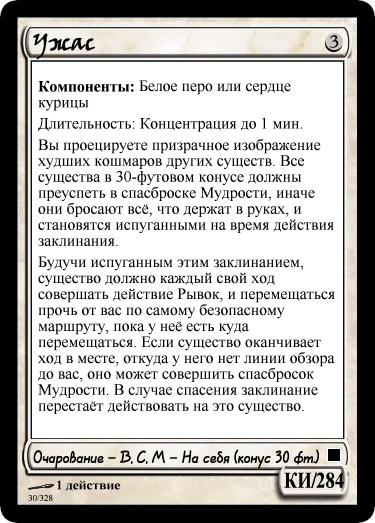 Ужас
3
Компоненты: Белое перо или сердце
курицы
Длительность: Концентрация до 1 мин.
Вы проецируете призрачное изображение
худших кошмаров других существ. Все
существа в 30-футовом конусе должны
преуспеть в спасброске Мудрости, иначе
они бросают всё, что держат в руках, и
становятся испуганными на время действия
заклинания.
Будучи испуганным этим заклинанием,
существо должно каждый свой ход
совершать действие Рывок, и перемещаться
прочь от вас по самому безопасному
маршруту, пока у неё есть куда
перемещаться. Если существо оканчивает
ход в месте, откуда у него нет линии обзора
до вас, оно может совершить спасбросок
Мудрости. В случае спасения заклинание
перестаёт действовать на это существо.
Очарование – В, С, М – На себя (конус 30 фт.)
1 действие
КИ/284
30/328